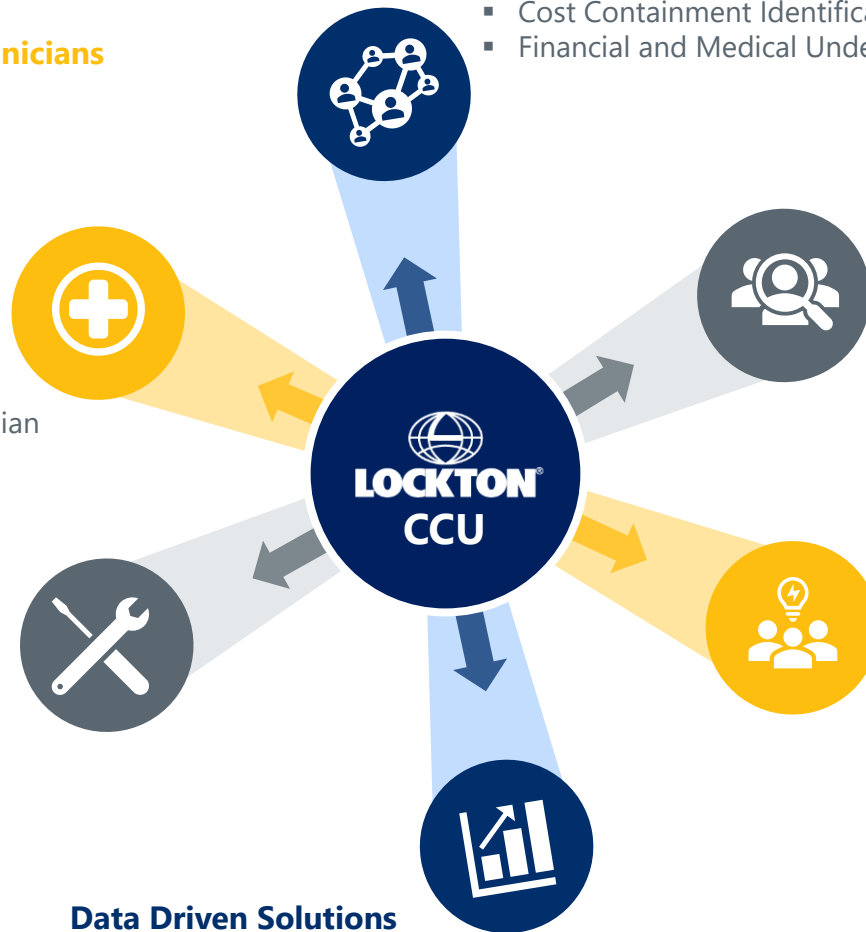 Cost Containment Identifica
Financial and Medical Unde
nicians
ian
LOCKTON®
CCU
Data Driven Solutions